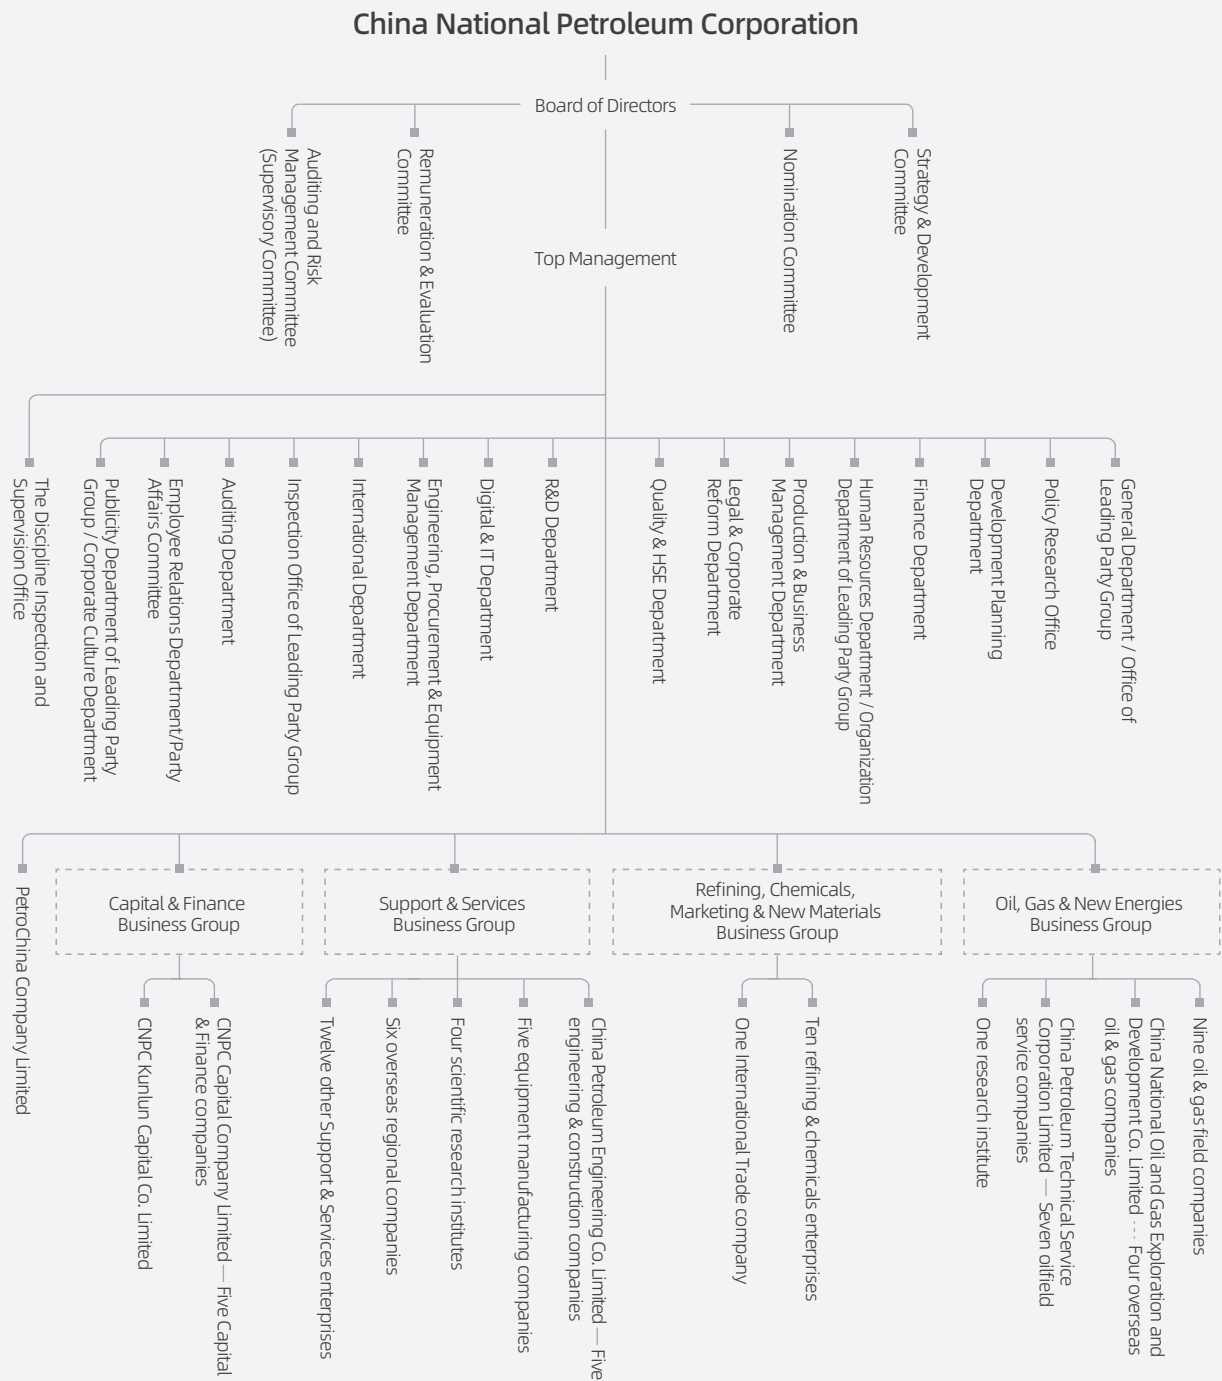 China National Petroleum Corporation
Board of Directors
Auditing and Risk
Management Committee
(Supervisory Committee)
Remuneration & Evaluation
Committee
Nomination Committee
Strategy & Development
Committee
Top Management
The Discipline Inspection and
Supervision Office
Publicity Department of Leading Party
Group / Corporate Culture Department
Employee Relations Department/Party
Affairs Committee
Auditing Department
Inspection Office of Leading Party Group
International Department
Engineering, Procurement & Equipment
Management Department
Digital & IT Department
R&D Department
Quality & HSE Department
Legal & Corporate
Reform Department
Production & Business
Management Department
Human Resources Department / Organization
Department of Leading Party Group
Finance Department
Development Planning
Department
Policy Research Office
General Department / Office of
Leading Party Group
PetroChina Company Limited
Capital & Finance
Business Group
CNPC Kunlun Capital Co. Limited
CNPC Capital Company Limited — Five Capital
& Finance companies
Support & Services
Business Group
Twelve other Support & Services enterprises
Six overseas regional companies
Four scientific research institutes
Five equipment manufacturing companies
China Petroleum Engineering Co. Limited — Five
engineering & construction companies
Refining, Chemicals,
Marketing & New Materials
Business Group
One International Trade company
Ten refining & chemicals enterprises
Oil, Gas & New Energies
Business Group
One research institute
China Petroleum Technical Service
Corporation Limited — Seven oilfield
service companies
China National Oil and Gas Exploration and
Development Co. Limited --- Four overseas
oil & gas companies
Nine oil & gas field companies